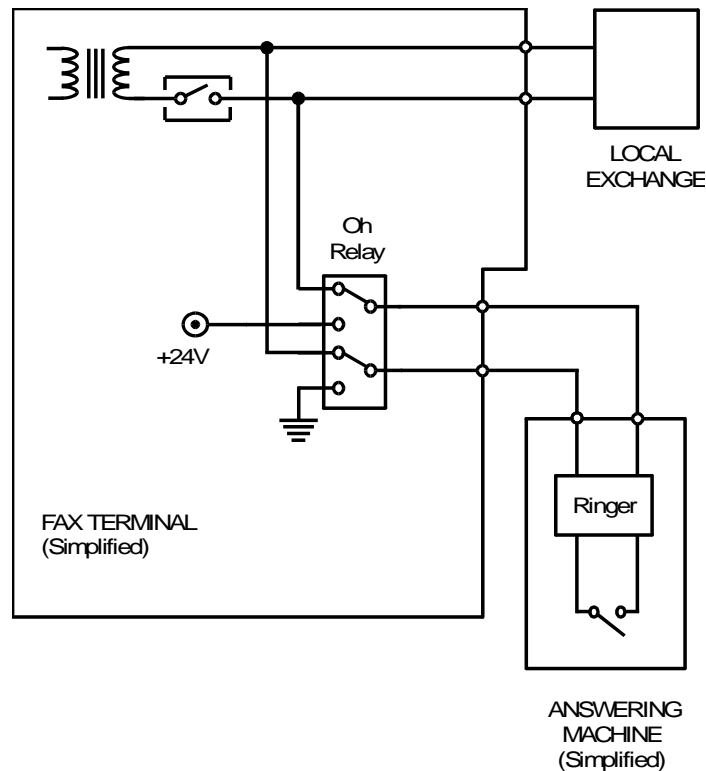 LOCAL
EXCHANGE
Oh
Relay
+24V
Ringer
FAX TERMINAL
(Simplified)
ANSWERING
MACHINE
(Simplified)